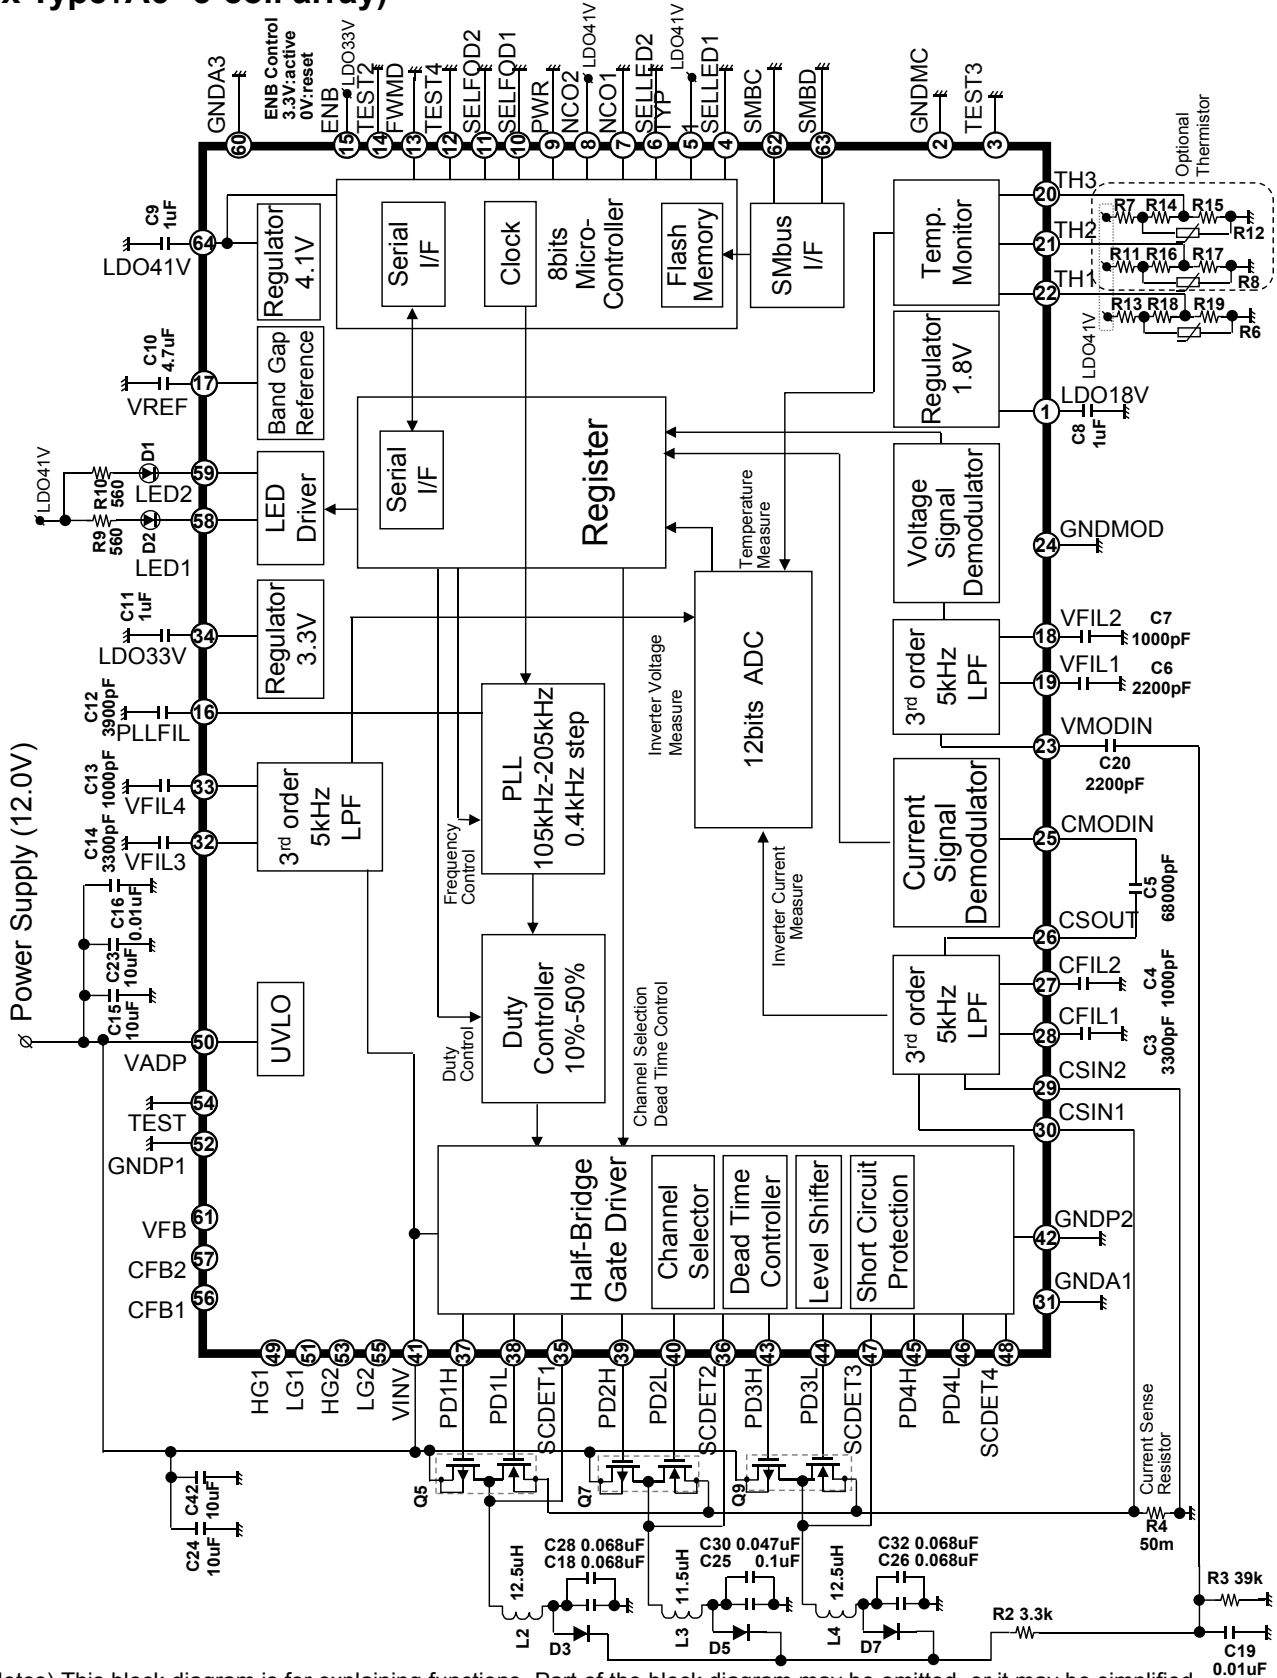 x Type:A6 3-coil array)
GNDA3
ENB Control
3.3V:active
0V:reset
ENB
LDO33V
TEST2
FWMD
TEST4
SELFOD2
SELFOD1
PWR
NCO2
LDO41V
NCO1
SELLED2
TYP
LDO41V
SELLED1
SMBC
SMBD
GNDMC
TEST3
60
15
14
13
12
11
10
9
8
7
6
5
4
62
63
2
3
Optional
Thermistor
C9
1uF
64
LDO41V
Regulator
4.1V
Serial
I/F
Clock
8bits
Micro-
Controller
Flash
Memory
SMbus
I/F
Temp.
Monitor
20
TH3
21
TH2
22
TH1
R7
R14
R15
R12
R11
R16
R17
R8
R13
R18
R19
R6
LDO41V
C10
4.7uF
17
VREF
Band Gap
Reference
Regulator
1.8V
1
LDO18V
C8
1uF
LDO41V
R10
560
D1
59
LED2
R9
560
D2
58
LED1
LED
Driver
Serial
I/F
Register
Temperature
Measure
Voltage
Signal
Demodulator
24
GNDMOD
C11
1uF
34
LDO33V
Regulator
3.3V
3rd order
5kHz
LPF
18
VFIL2
C7
1000pF
19
VFIL1
C6
2200pF
C12
3900pF
16
PLLFIL
PLL
105kHz-205kHz
0.4kHz step
Inverter Voltage
Measure
12bits ADC
23
VMODIN
C20
2200pF
Power Supply (12.0V)
C13
1000pF
33
VFIL4
C14
3300pF
32
VFIL3
3rd order
5kHz
LPF
Frequency
Control
Current
Signal
Demodulator
25
CMODIN
C5
68000pF
C16
0.01uF
C23
10uF
C15
10uF
Inverter Current
Measure
26
CSOUT
50
VADP
UVLO
Duty
Control
Duty
Controller
10%-50%
Channel Selection
Dead Time Control
3rd order
5kHz
LPF
27
CFIL2
C4
1000pF
28
CFIL1
C3
3300pF
29
CSIN2
30
CSIN1
54
TEST
52
GNDP1
61
VFB
57
CFB2
56
CFB1
Half-Bridge
Gate Driver
Channel
Selector
Dead Time
Controller
Level Shifter
Short Circuit
Protection
42
GNDP2
31
GNDA1
49
51
53
55
41
37
38
35
39
40
36
43
44
47
45
46
48
HG1
LG1
HG2
LG2
VINV
PD1H
PD1L
SCDET1
PD2H
PD2L
SCDET2
PD3H
PD3L
SCDET3
PD4H
PD4L
SCDET4
Current Sense
Resistor
C42
10uF
C24
10uF
Q5
Q7
Q9
R4
50m
12.5uH
L2
C28 0.068uF
C18 0.068uF
D3
11.5uH
L3
C30 0.047uF
C25 0.1uF
D5
12.5uH
L4
C32 0.068uF
C26 0.068uF
D7
R2 3.3k
R3 39k
C19
0.01uF
otes) This block diagram is for explaining functions. Part of the block diagram may be omitted, or it may be simplified